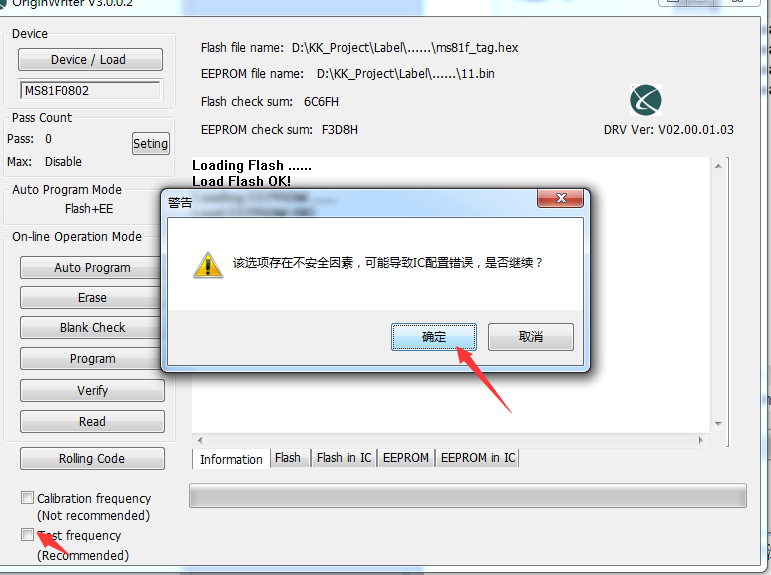 OriginWriter V3.0.0.2
Device
Device / Load
MS81F0802
Pass Count
Pass: 0
Seting
Max: Disable
Auto Program Mode
Flash+EE
On-line Operation Mode
Auto Program
Erase
Blank Check
Program
Verify
Read
Rolling Code
Calibration frequency
(Not recommended)
Test frequency
(Recommended)
Flash file name: D:\KK_Project\Label\......\ms81f_tag.hex
EEPROM file name: D:\KK_Project\Label\......\11.bin
Flash check sum: 6C6FH
EEPROM check sum: F3D8H
DRV Ver: V02.00.01.03
Loading Flash ......
Load Flash OK!
警告
该选项存在不安全因素，可能导致IC配置错误，是否继续？
确定
取消
Information
Flash
Flash in IC
EEPROM
EEPROM in IC